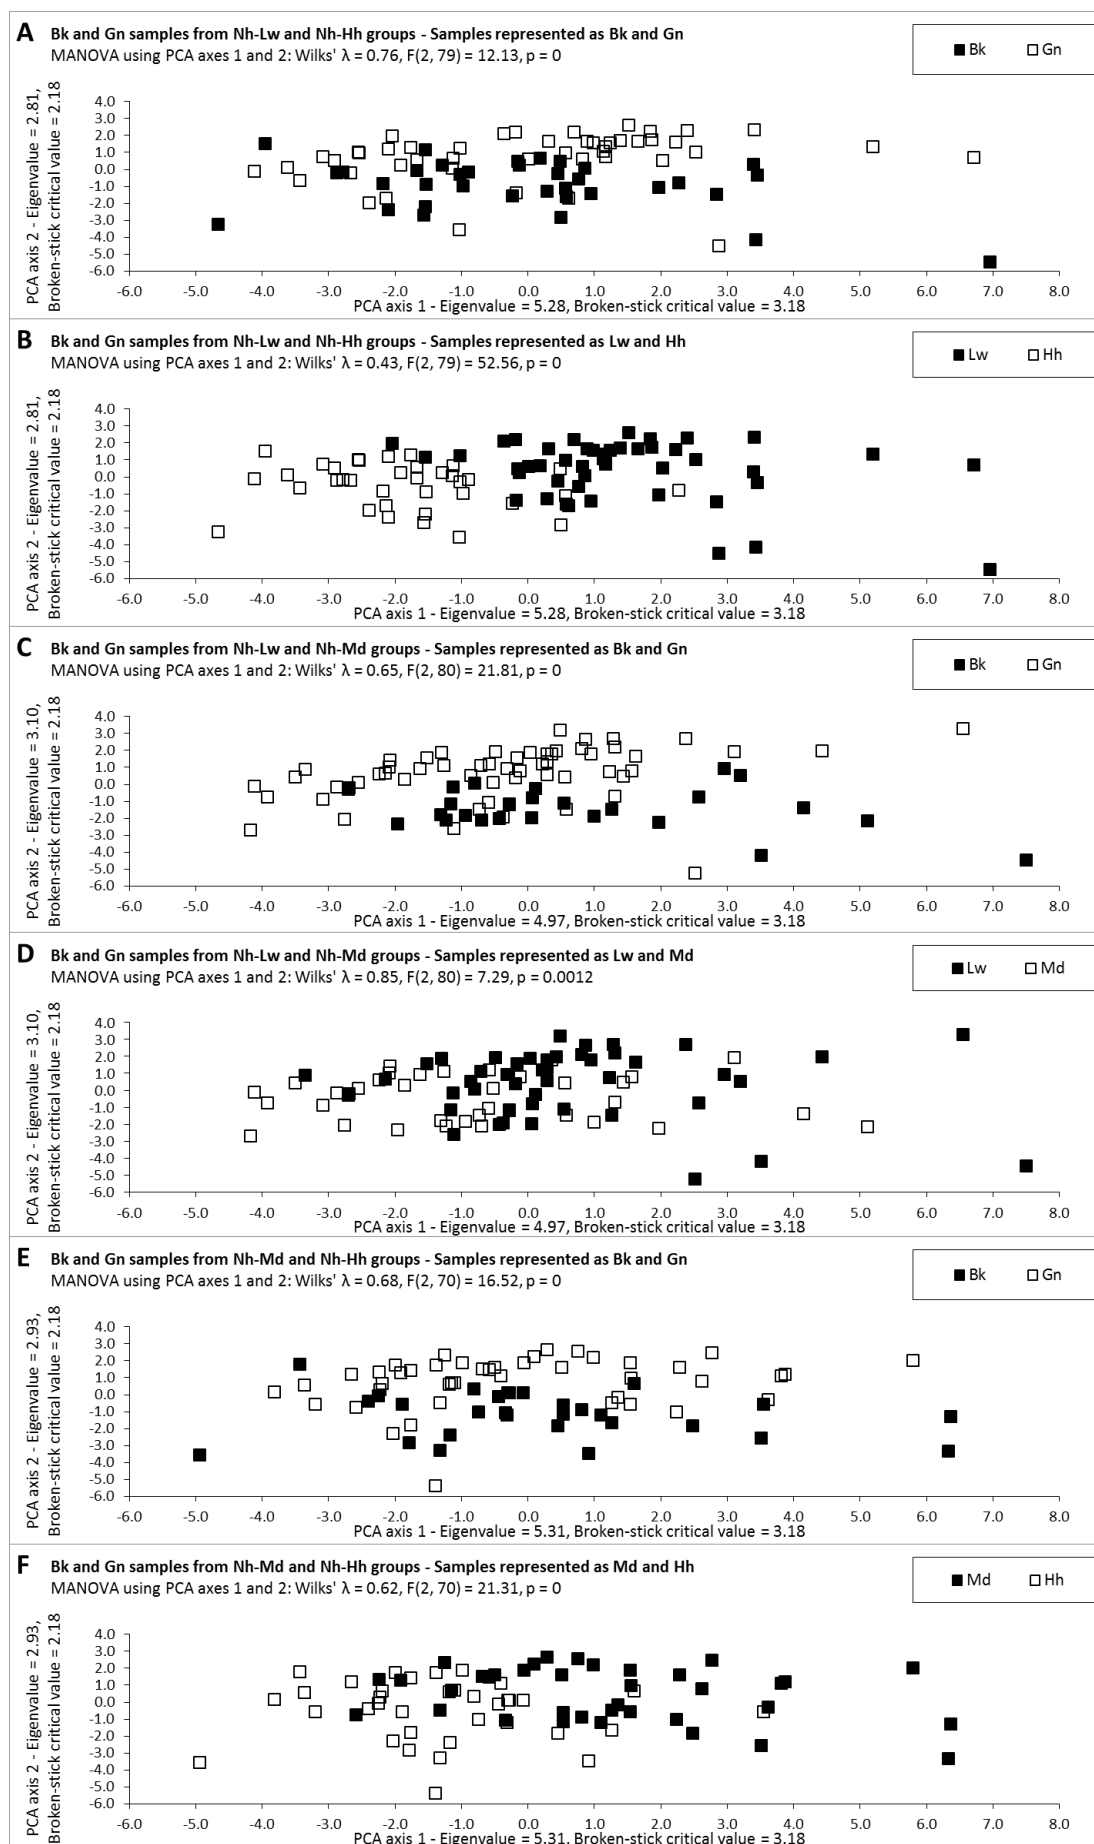 A Bk and Gn samples from Nh-Lw and Nh-Hh groups - Samples represented as Bk and Gn
MANOVA using PCA axes 1 and 2: Wilks' λ = 0.76, F(2, 79) = 12.13, p = 0
Bk Gn
PCA axis 2 - Eigenvalue = 2.81,
Broken-stick critical value = 2.18
4.0
3.0
2.0
1.0
0.0
-1.0
-2.0
-3.0
-4.0
-5.0
-6.0
-6.0 -5.0 -4.0 -3.0 -2.0 -1.0 0.0 1.0 2.0 3.0 4.0 5.0 6.0 7.0 8.0
PCA axis 1 - Eigenvalue = 5.28, Broken-stick critical value = 3.18
B Bk and Gn samples from Nh-Lw and Nh-Hh groups - Samples represented as Lw and Hh
MANOVA using PCA axes 1 and 2: Wilks' λ = 0.43, F(2, 79) = 52.56, p = 0
Lw Hh
PCA axis 2 - Eigenvalue = 2.81,
Broken-stick critical value = 2.18
4.0
3.0
2.0
1.0
0.0
-1.0
-2.0
-3.0
-4.0
-5.0
-6.0
-6.0 -5.0 -4.0 -3.0 -2.0 -1.0 0.0 1.0 2.0 3.0 4.0 5.0 6.0 7.0 8.0
PCA axis 1 - Eigenvalue = 5.28, Broken-stick critical value = 3.18
C Bk and Gn samples from Nh-Lw and Nh-Md groups - Samples represented as Bk and Gn
MANOVA using PCA axes 1 and 2: Wilks' λ = 0.65, F(2, 80) = 21.81, p = 0
Bk Gn
PCA axis 2 - Eigenvalue = 3.10,
Broken-stick critical value = 2.18
4.0
3.0
2.0
1.0
0.0
-1.0
-2.0
-3.0
-4.0
-5.0
-6.0
-6.0 -5.0 -4.0 -3.0 -2.0 -1.0 0.0 1.0 2.0 3.0 4.0 5.0 6.0 7.0 8.0
PCA axis 1 - Eigenvalue = 4.97, Broken-stick critical value = 3.18
D Bk and Gn samples from Nh-Lw and Nh-Md groups - Samples represented as Lw and Md
MANOVA using PCA axes 1 and 2: Wilks' λ = 0.85, F(2, 80) = 7.29, p = 0.0012
Lw Md
PCA axis 2 - Eigenvalue = 3.10,
Broken-stick critical value = 2.18
4.0
3.0
2.0
1.0
0.0
-1.0
-2.0
-3.0
-4.0
-5.0
-6.0
-6.0 -5.0 -4.0 -3.0 -2.0 -1.0 0.0 1.0 2.0 3.0 4.0 5.0 6.0 7.0 8.0
PCA axis 1 - Eigenvalue = 4.97, Broken-stick critical value = 3.18
E Bk and Gn samples from Nh-Md and Nh-Hh groups - Samples represented as Bk and Gn
MANOVA using PCA axes 1 and 2: Wilks' λ = 0.68, F(2, 70) = 16.52, p = 0
Bk Gn
PCA axis 2 - Eigenvalue = 2.93,
Broken-stick critical value = 2.18
4.0
3.0
2.0
1.0
0.0
-1.0
-2.0
-3.0
-4.0
-5.0
-6.0
-6.0 -5.0 -4.0 -3.0 -2.0 -1.0 0.0 1.0 2.0 3.0 4.0 5.0 6.0 7.0 8.0
PCA axis 1 - Eigenvalue = 5.31, Broken-stick critical value = 3.18
F Bk and Gn samples from Nh-Md and Nh-Hh groups - Samples represented as Md and Hh
MANOVA using PCA axes 1 and 2: Wilks' λ = 0.62, F(2, 70) = 21.31, p = 0
Md Hh
PCA axis 2 - Eigenvalue = 2.93,
Broken-stick critical value = 2.18
4.0
3.0
2.0
1.0
0.0
-1.0
-2.0
-3.0
-4.0
-5.0
-6.0
-6.0 -5.0 -4.0 -3.0 -2.0 -1.0 0.0 1.0 2.0 3.0 4.0 5.0 6.0 7.0 8.0
PCA axis 1 - Eigenvalue = 5.31, Broken-stick critical value = 3.18